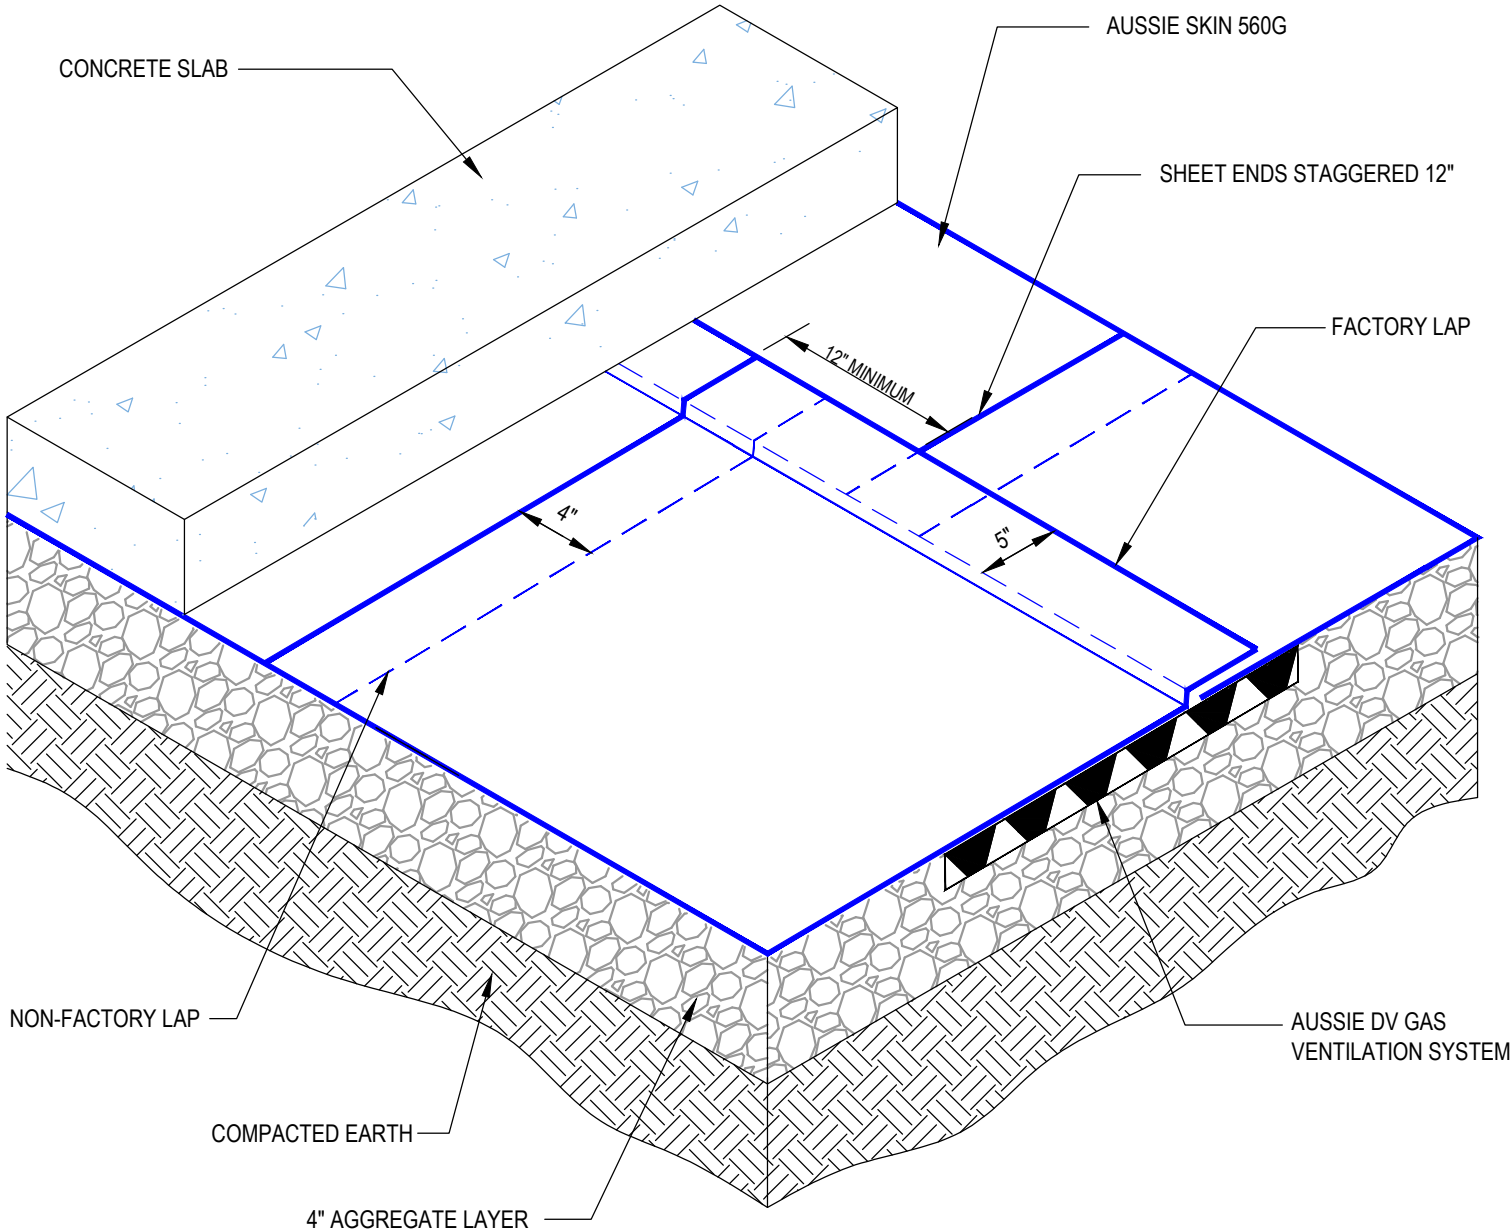 AUSSIE SKIN 560G
CONCRETE SLAB
SHEET ENDS STAGGERED 12"
FACTORY LAP
12" MINIMUM
4"
5"
NON-FACTORY LAP
AUSSIE DV GAS
VENTILATION SYSTEM
COMPACTED EARTH
4" AGGREGATE LAYER